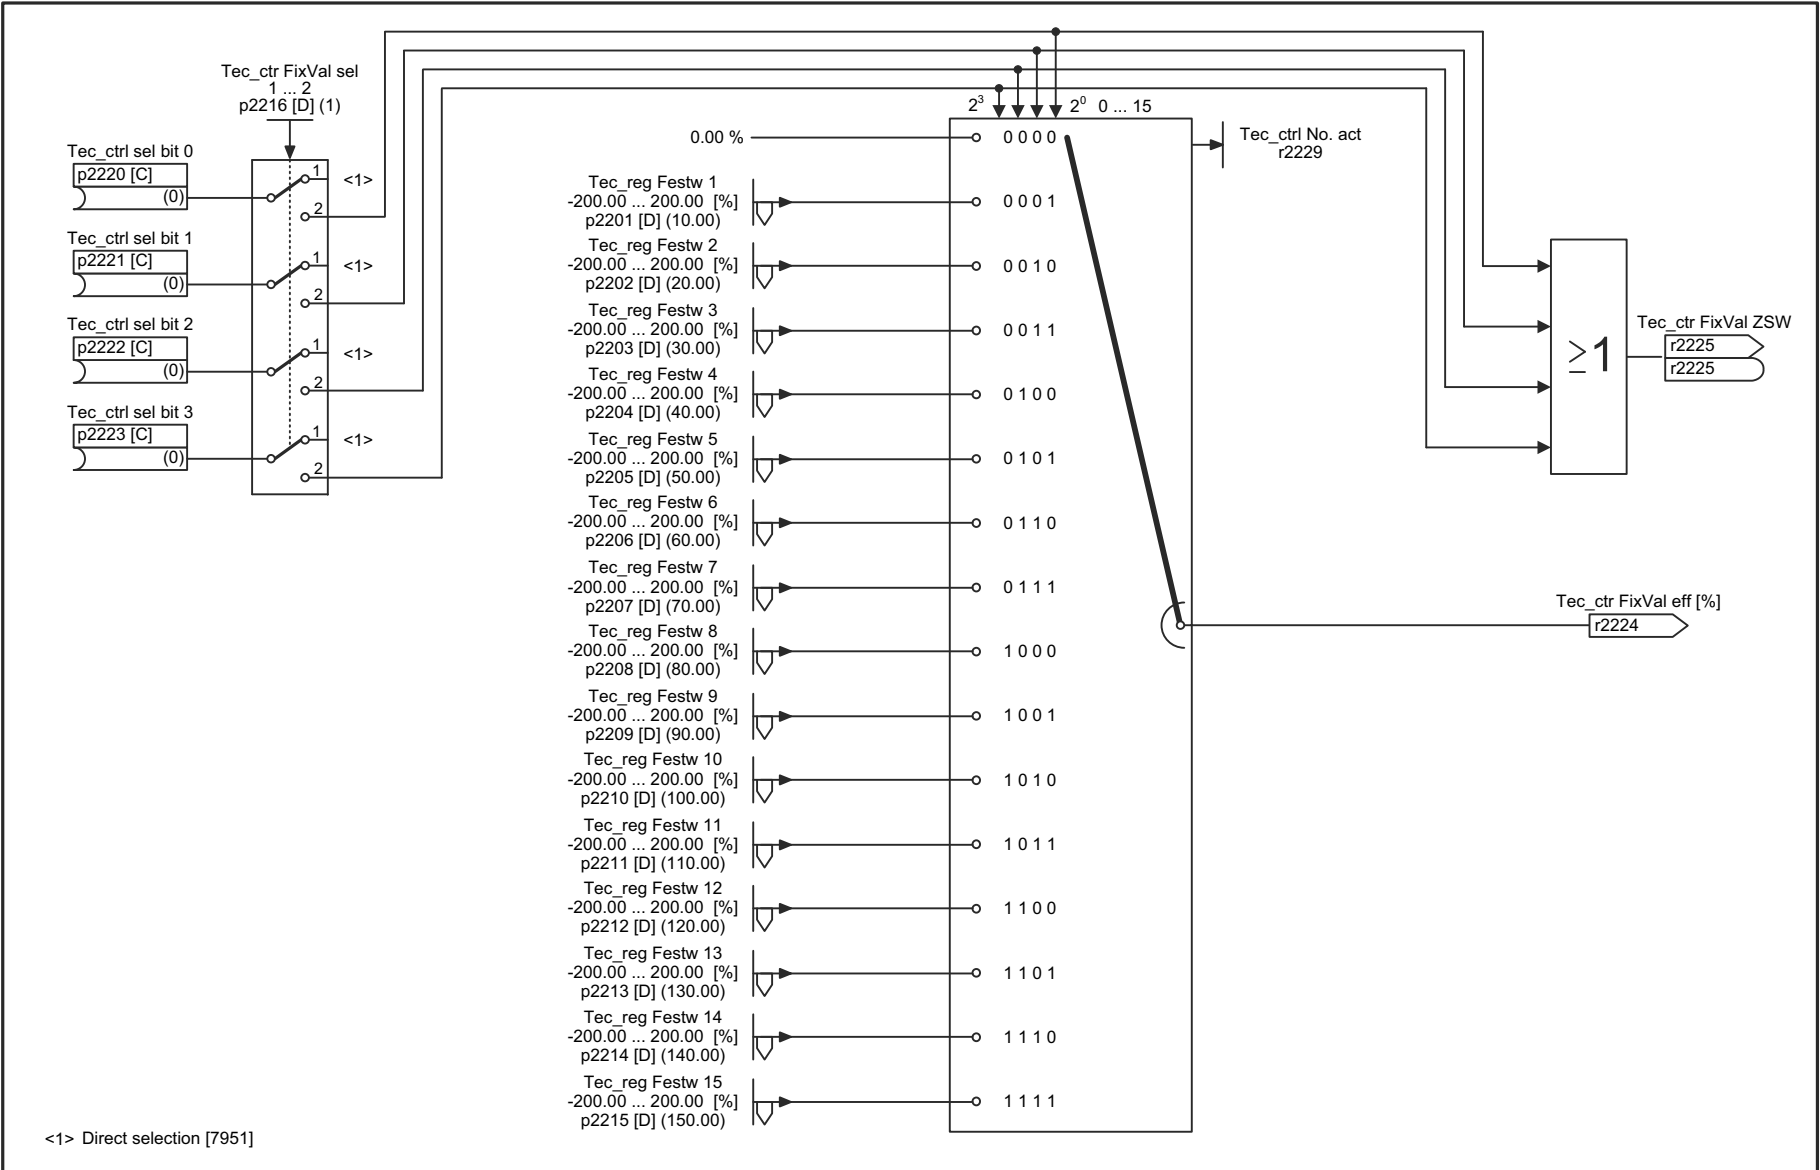 Tec_ctr FixVal sel
1 ... 2
p2216 [D] (1)
Tec_ctrl sel bit 0
p2220 [C]
(0)
1
<1>
2
Tec_ctrl sel bit 1
p2221 [C]
(0)
1
<1>
2
Tec_ctrl sel bit 2
p2222 [C]
(0)
1
<1>
2
Tec_ctrl sel bit 3
p2223 [C]
(0)
1
<1>
2
2³ 2⁰ 0 ... 15
0.00 % 0 0 0 0
Tec_ctrl No. act
r2229
Tec_reg Festw 1
-200.00 ... 200.00 [%] 0 0 0 1
p2201 [D] (10.00)
Tec_reg Festw 2
-200.00 ... 200.00 [%] 0 0 1 0
p2202 [D] (20.00)
Tec_reg Festw 3
-200.00 ... 200.00 [%] 0 0 1 1
p2203 [D] (30.00)
Tec_reg Festw 4
-200.00 ... 200.00 [%] 0 1 0 0
p2204 [D] (40.00)
Tec_reg Festw 5
-200.00 ... 200.00 [%] 0 1 0 1
p2205 [D] (50.00)
Tec_reg Festw 6
-200.00 ... 200.00 [%] 0 1 1 0
p2206 [D] (60.00)
Tec_reg Festw 7
-200.00 ... 200.00 [%] 0 1 1 1
p2207 [D] (70.00)
Tec_reg Festw 8
-200.00 ... 200.00 [%] 1 0 0 0
p2208 [D] (80.00)
Tec_reg Festw 9
-200.00 ... 200.00 [%] 1 0 0 1
p2209 [D] (90.00)
Tec_reg Festw 10
-200.00 ... 200.00 [%] 1 0 1 0
p2210 [D] (100.00)
Tec_reg Festw 11
-200.00 ... 200.00 [%] 1 0 1 1
p2211 [D] (110.00)
Tec_reg Festw 12
-200.00 ... 200.00 [%] 1 1 0 0
p2212 [D] (120.00)
Tec_reg Festw 13
-200.00 ... 200.00 [%] 1 1 0 1
p2213 [D] (130.00)
Tec_reg Festw 14
-200.00 ... 200.00 [%] 1 1 1 0
p2214 [D] (140.00)
Tec_reg Festw 15
-200.00 ... 200.00 [%] 1 1 1 1
p2215 [D] (150.00)
≥1
Tec_ctr FixVal ZSW
r2225
r2225
Tec_ctr FixVal eff [%]
r2224
<1> Direct selection [7951]